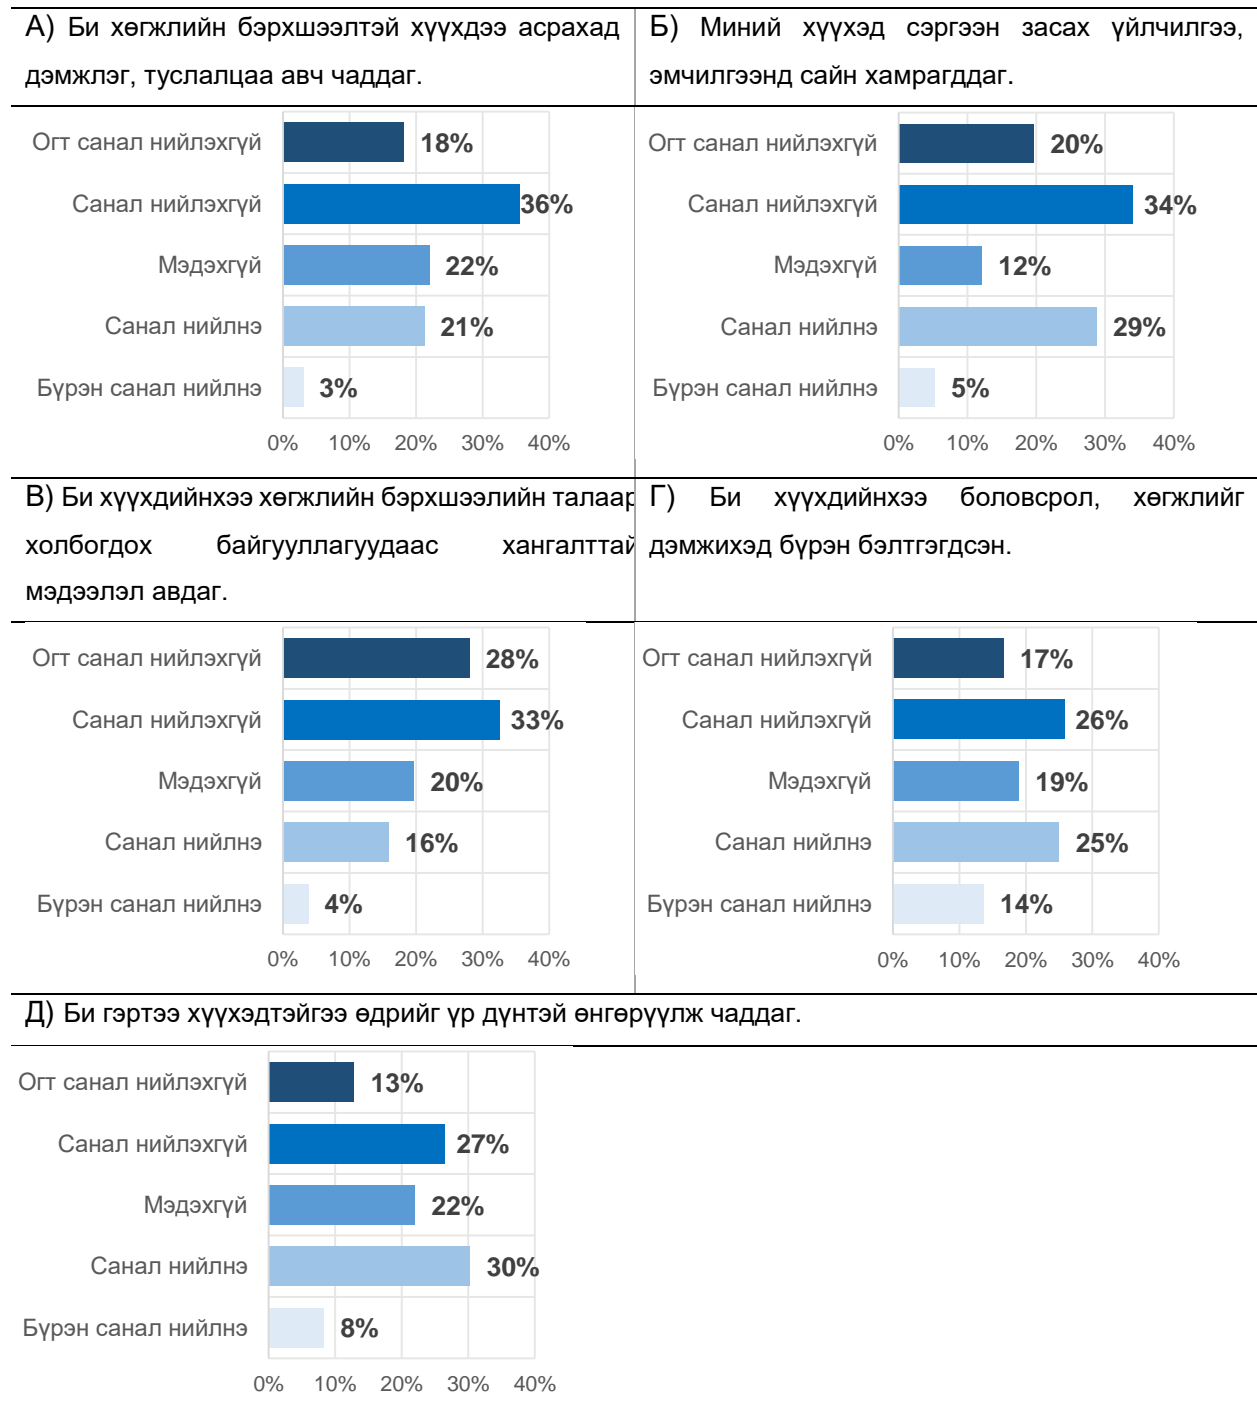 А) Би хөгжлийн бэрхшээлтэй хүүхдээ асрахад
дэмжлэг, туслалцаа авч чаддаг.
Б) Миний хүүхэд сэргээн засах үйлчилгээ,
эмчилгээнд сайн хамрагддаг.
Огт санал нийлэхгүй 18%
Санал нийлэхгүй 36%
Мэдэхгүй 22%
Санал нийлнэ 21%
Бүрэн санал нийлнэ 3%
0% 10% 20% 30% 40%
Огт санал нийлэхгүй 20%
Санал нийлэхгүй 34%
Мэдэхгүй 12%
Санал нийлнэ 29%
Бүрэн санал нийлнэ 5%
0% 10% 20% 30% 40%
В) Би хүүхдийнхээ хөгжлийн бэрхшээлийн талаар
холбогдох байгууллагуудаас хангалттай
мэдээлэл авдаг.
Г) Би хүүхдийнхээ боловсрол, хөгжлийг
дэмжихэд бүрэн бэлтгэгдсэн.
Огт санал нийлэхгүй 28%
Санал нийлэхгүй 33%
Мэдэхгүй 20%
Санал нийлнэ 16%
Бүрэн санал нийлнэ 4%
0% 10% 20% 30% 40%
Огт санал нийлэхгүй 17%
Санал нийлэхгүй 26%
Мэдэхгүй 19%
Санал нийлнэ 25%
Бүрэн санал нийлнэ 14%
0% 10% 20% 30% 40%
Д) Би гэртээ хүүхэдтэйгээ өдрийг үр дүнтэй өнгөрүүлж чаддаг.
Огт санал нийлэхгүй 13%
Санал нийлэхгүй 27%
Мэдэхгүй 22%
Санал нийлнэ 30%
Бүрэн санал нийлнэ 8%
0% 10% 20% 30% 40%